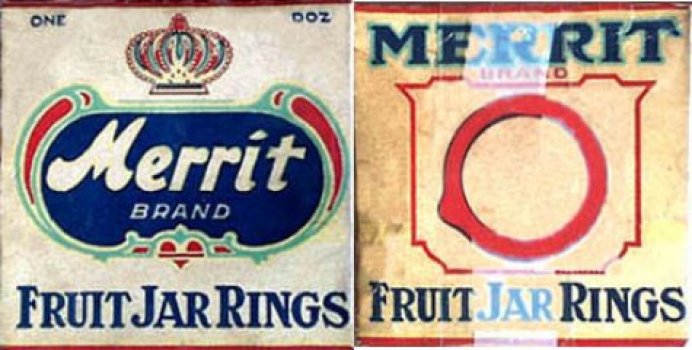 ONE DOZ
Merrit
BRAND
FRUIT JAR RINGS
MERRIT
BRAND
FRUIT JAR RINGS